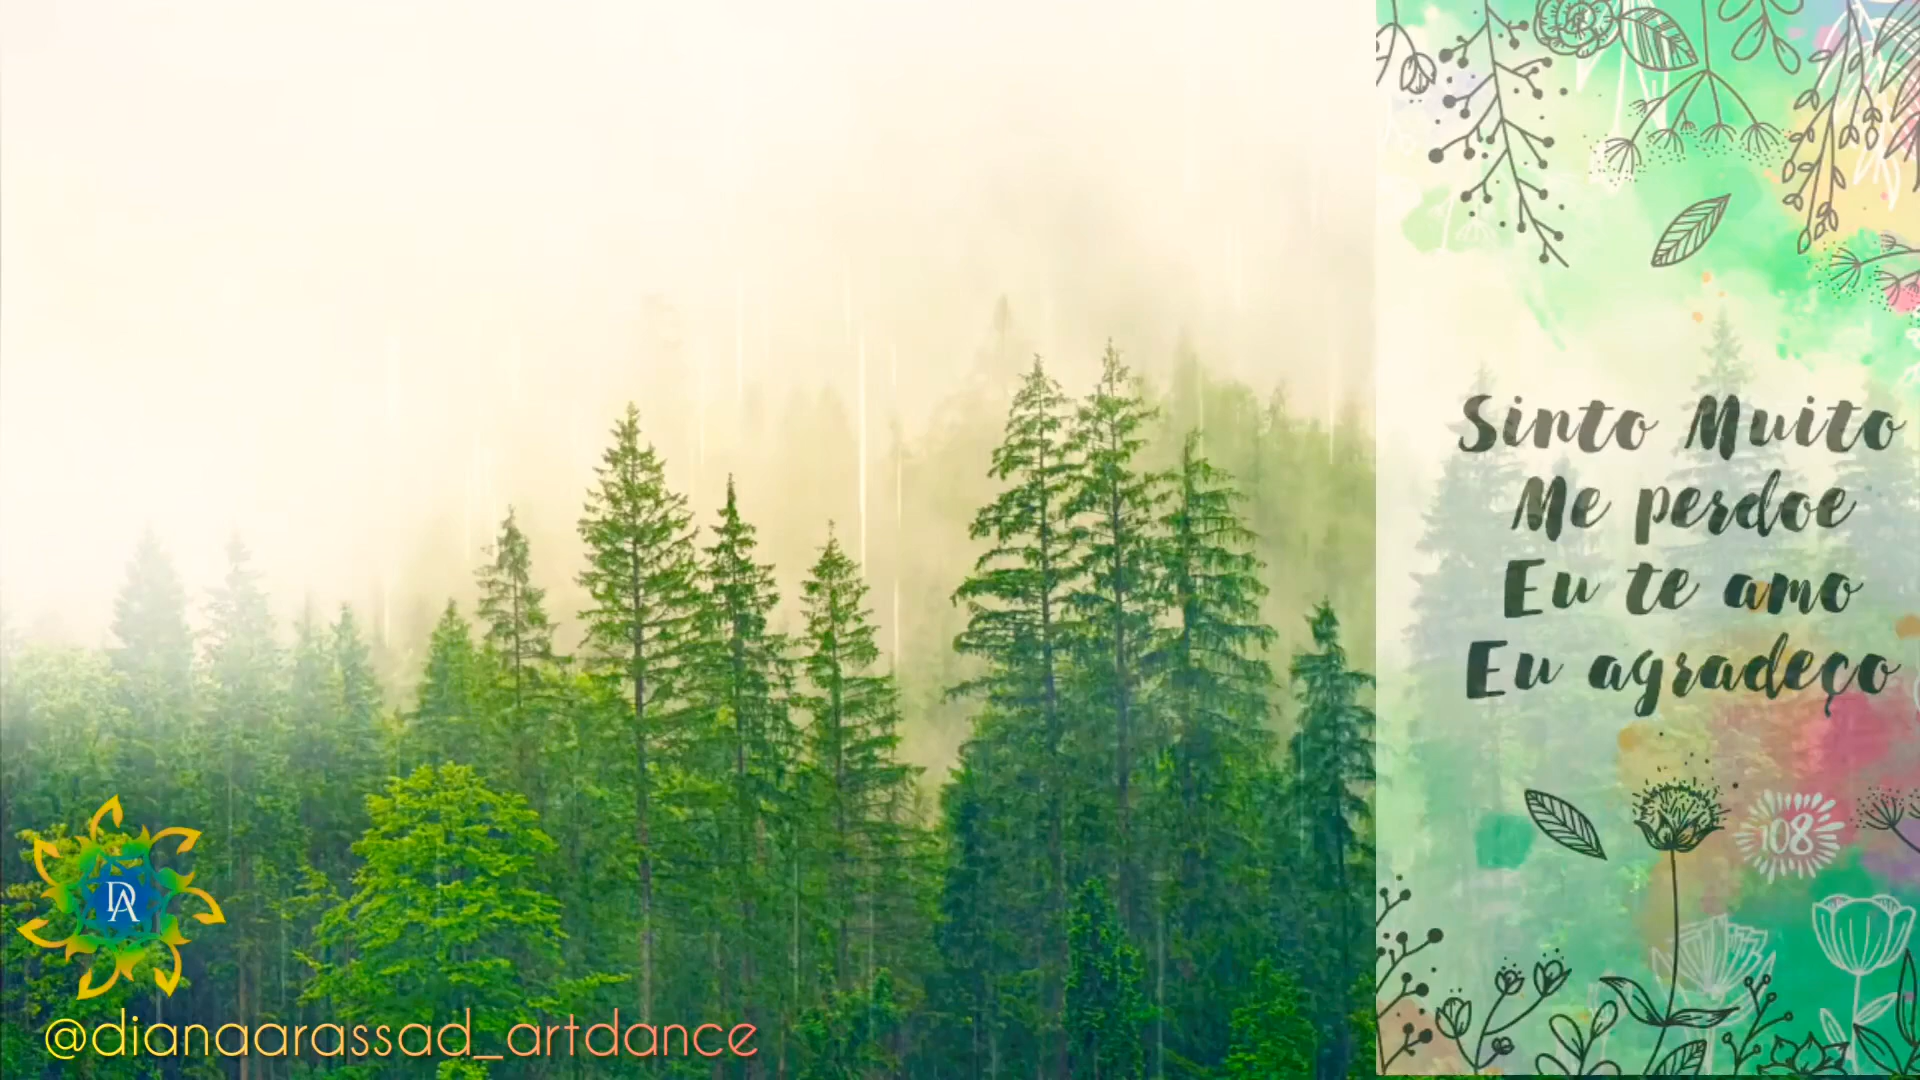 Sinto Muito
Me perdoe
Eu te amo
Eu agradeço
108
DA
@dianaarassad_artdance